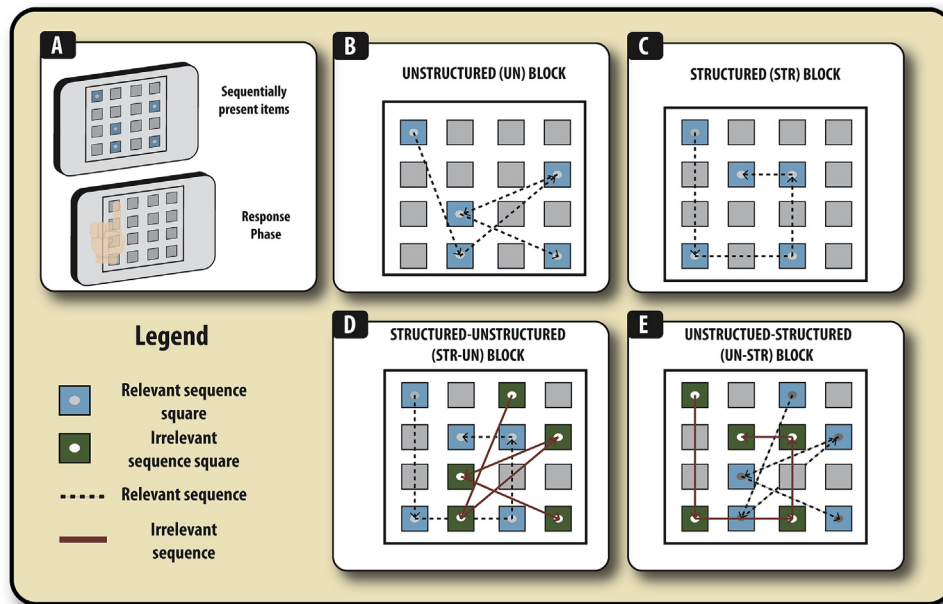 A
Sequentially
present items
Response
Phase
B
UNSTRUCTURED (UN) BLOCK
C
STRUCTURED (STR) BLOCK
Legend
Relevant sequence
square
Irrelevant
sequence square
Relevant sequence
Irrelevant
sequence
D
STRUCTURED-UNSTRUCTURED
(STR-UN) BLOCK
E
UNSTRUCTUED-STRUCTURED
(UN-STR) BLOCK